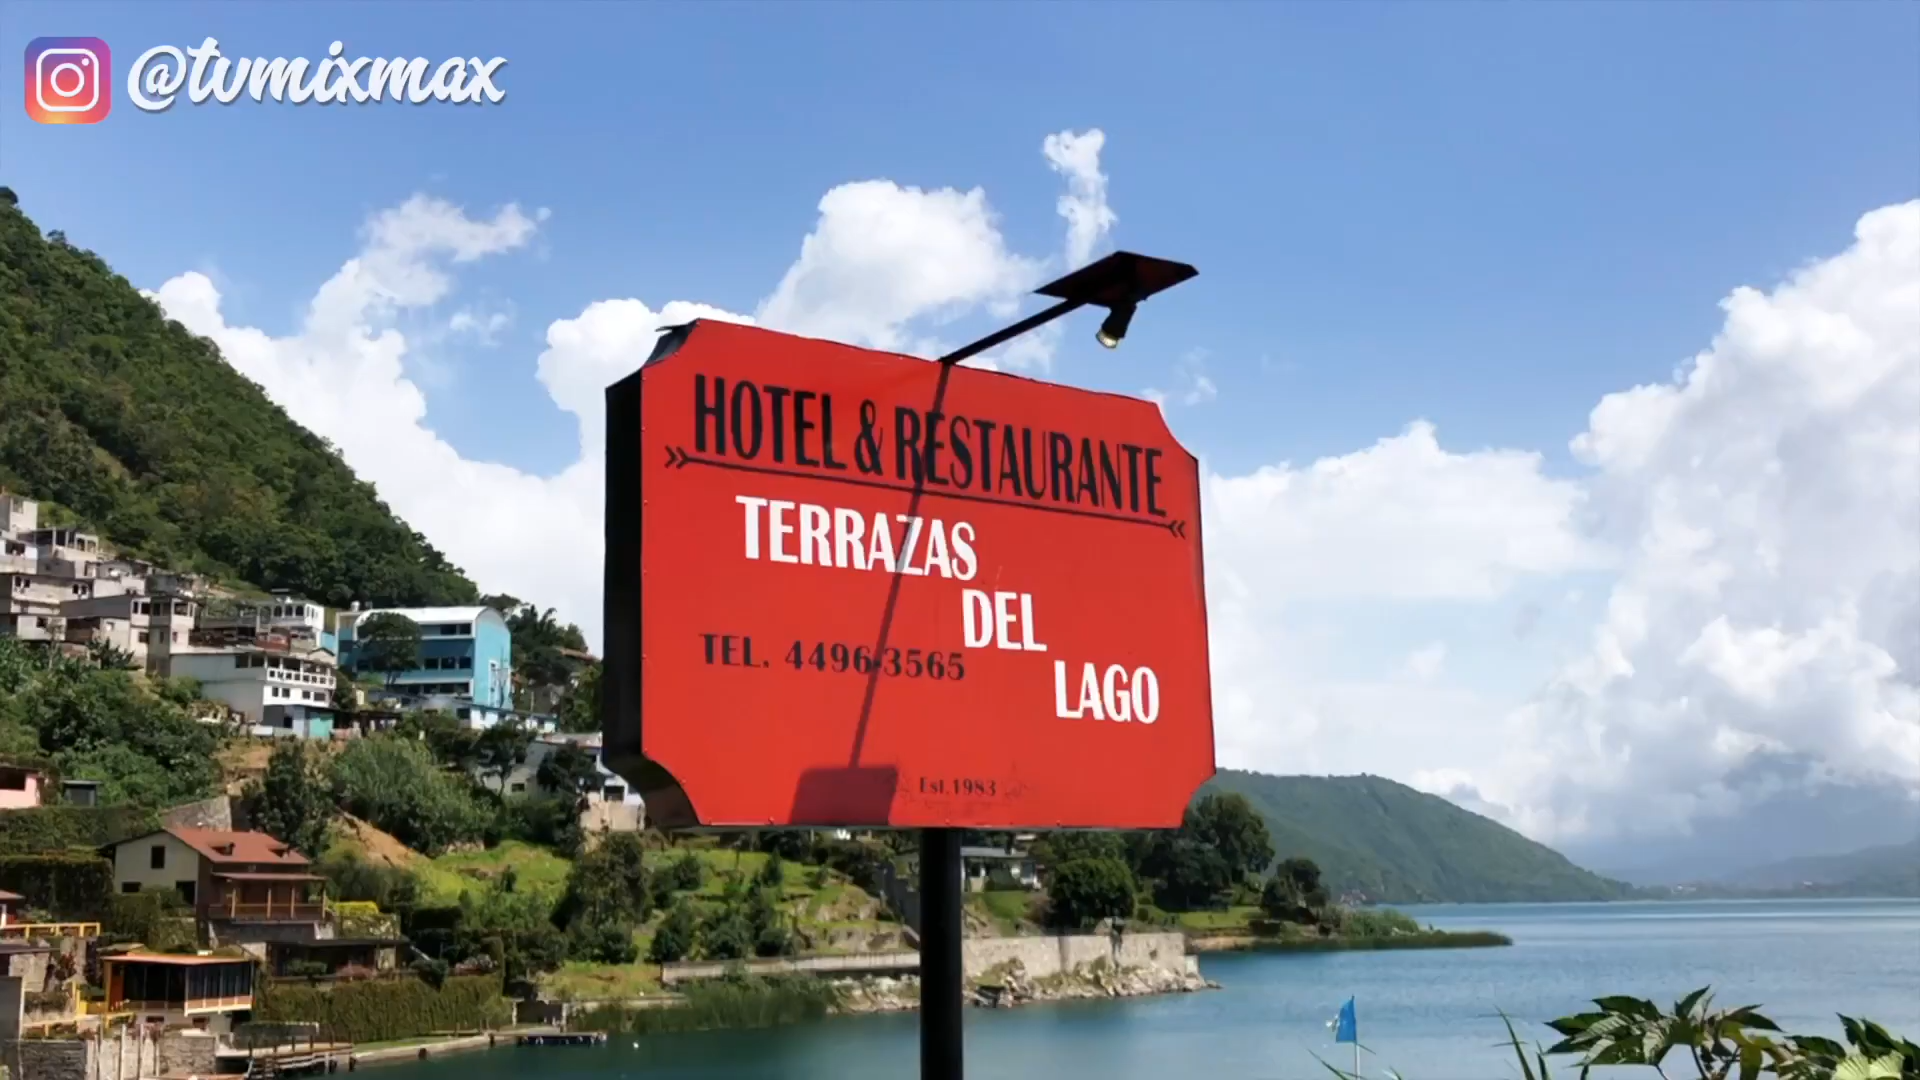 @tvmixmax
HOTEL & RESTAURANTE
TERRAZAS
DEL
TEL. 4496-3565
LAGO
Est. 1983